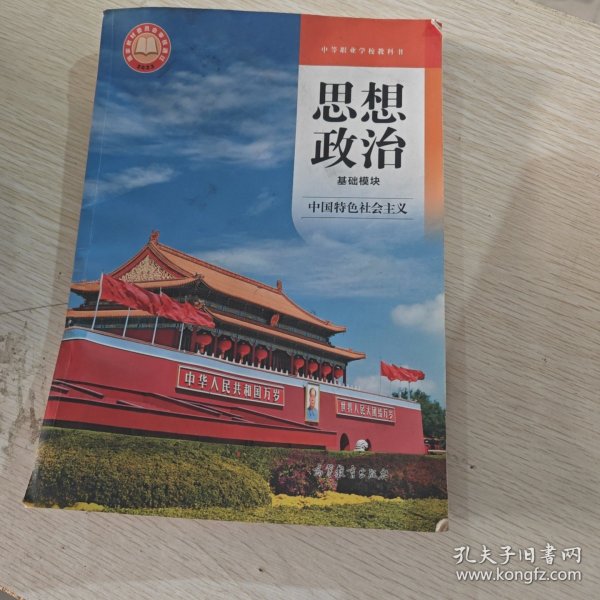 中等职业学校教科书
思想
政治
基础模块
中国特色社会主义
2023
中华人民共和国万岁
世界人民大团结万岁
高等教育出版社
孔夫子旧书网
www.kongfz.com